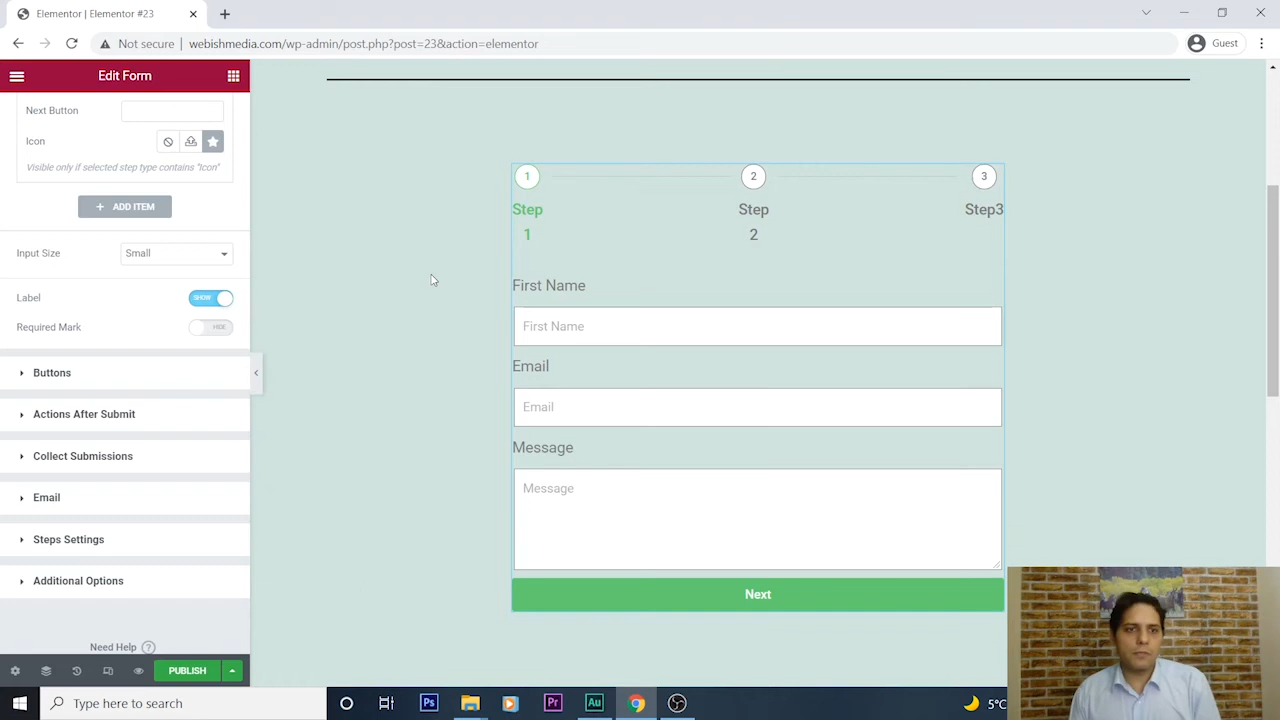 Elementor | Elementor #23
Not secure | webishmedia.com/wp-admin/post.php?post=23&action=elementor
Guest
Edit Form
Next Button
Icon
Visible only if selected step type contains "Icon"
+ ADD ITEM
Input Size
Small
Label
SHOW
Required Mark
HIDE
Buttons
Actions After Submit
Collect Submissions
Email
Steps Settings
Additional Options
Need Help ?
PUBLISH
1
2
3
Step
1
Step
2
Step3
First Name
First Name
Email
Email
Message
Message
Next
Type here to search
Ps
Pr
Au
5°C